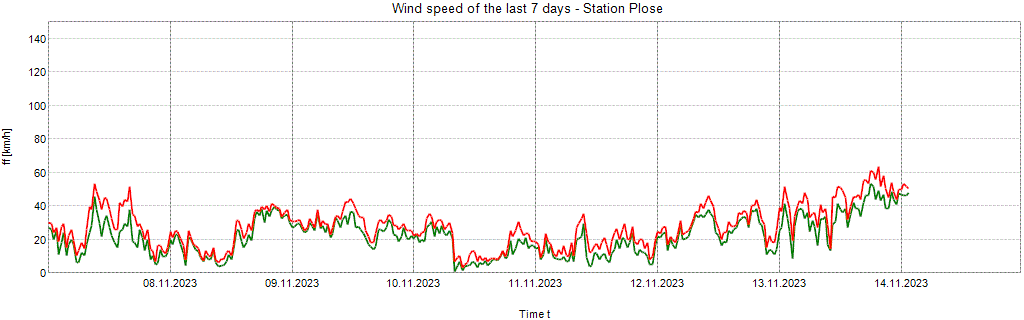 Wind speed of the last 7 days - Station Plose
ff [km/h]
140
120
100
80
60
40
20
0
08.11.2023 09.11.2023 10.11.2023 11.11.2023 12.11.2023 13.11.2023 14.11.2023
Time t